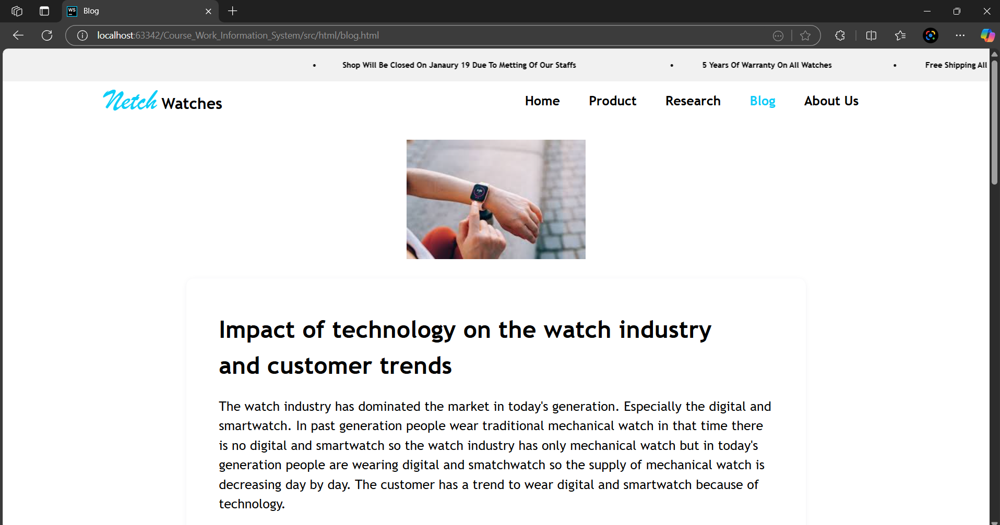 Blog
localhost:63342/Course_Work_Information_System/src/html/blog.html
• Shop Will Be Closed On Janaury 19 Due To Metting Of Our Staffs • 5 Years Of Warranty On All Watches • Free Shipping All
Netch Watches Home Product Research Blog About Us
Impact of technology on the watch industry
and customer trends
The watch industry has dominated the market in today's generation. Especially the digital and
smartwatch. In past generation people wear traditional mechanical watch in that time there
is no digital and smartwatch so the watch industry has only mechanical watch but in today's
generation people are wearing digital and smatchwatch so the supply of mechanical watch is
decreasing day by day. The customer has a trend to wear digital and smartwatch because of
technology.